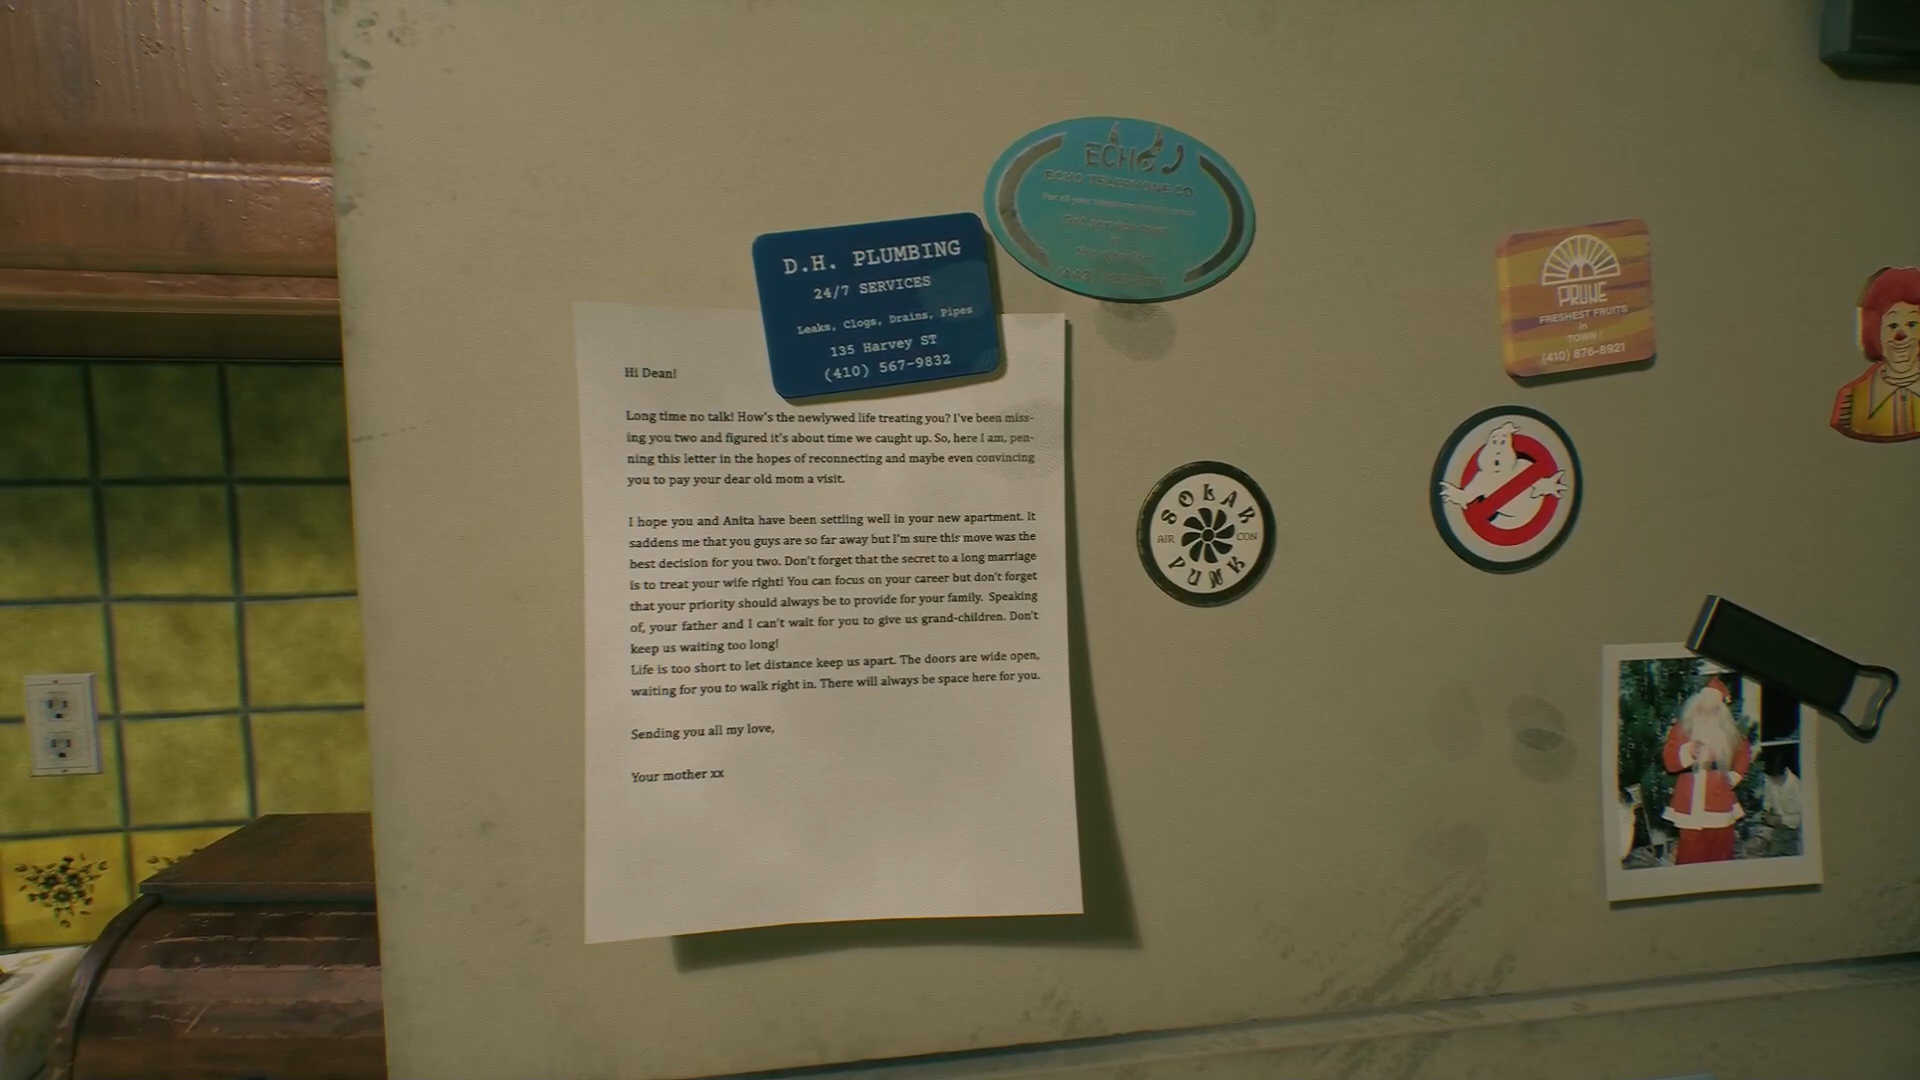 ECHO
ECHO TELEPHONE CO.
D.H. PLUMBING
24/7 SERVICES
Leaks, Clogs, Drains, Pipes
135 Harvey ST
(410) 567-9832
PRUNE
FRESHEST FRUITS
in
TOWN !
(410) 876-8921
Hi Dean!
Long time no talk! How's the newlywed life treating you? I've been miss-
ing you two and figured it's about time we caught up. So, here I am, pen-
ning this letter in the hopes of reconnecting and maybe even convincing
you to pay your dear old mom a visit.
I hope you and Anita have been settling well in your new apartment. It
saddens me that you guys are so far away but I'm sure this move was the
best decision for you two. Don't forget that the secret to a long marriage
is to treat your wife right! You can focus on your career but don't forget
that your priority should always be to provide for your family. Speaking
of, your father and I can't wait for you to give us grand-children. Don't
keep us waiting too long!
Life is too short to let distance keep us apart. The doors are wide open,
waiting for you to walk right in. There will always be space here for you.
Sending you all my love,
Your mother xx
SOLAR
AIR CON
PUNK